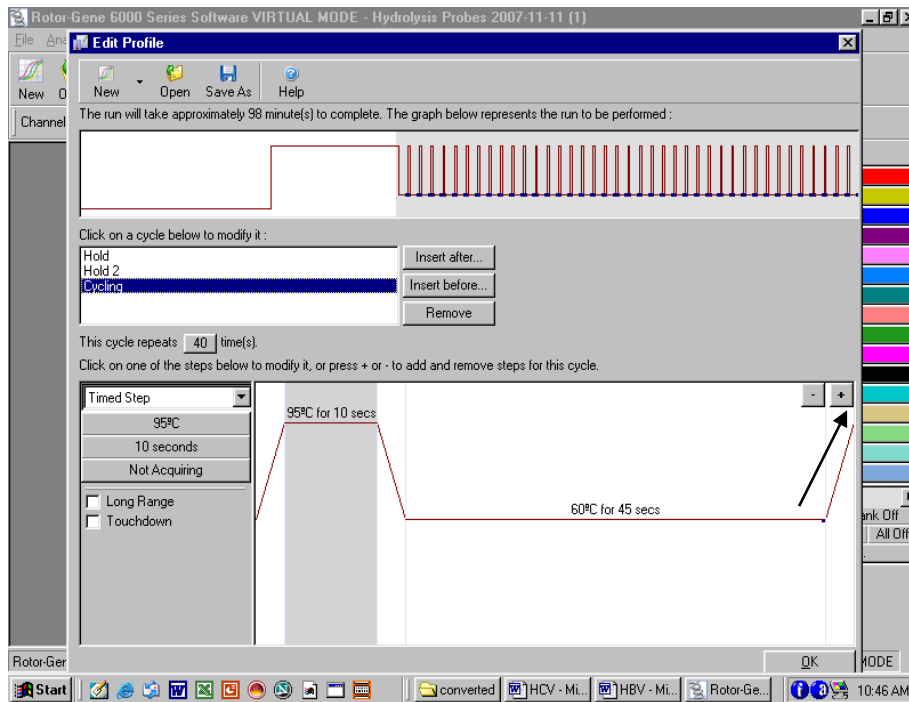 Rotor-Gene 6000 Series Software VIRTUAL MODE - Hydrolysis Probes 2007-11-11 (1)
File
Edit Profile
New
New Open Save As Help
Channel
The run will take approximately 98 minute(s) to complete. The graph below represents the run to be performed :
Click on a cycle below to modify it :
Hold
Hold 2
Cycling
Insert after...
Insert before...
Remove
This cycle repeats 40 time(s).
Click on one of the steps below to modify it, or press + or - to add and remove steps for this cycle.
Timed Step
- +
95ºC
10 seconds
Not Acquiring
Long Range
Touchdown
95ºC for 10 secs
60ºC for 45 secs
Off
All Off
OK
Rotor-Ger
MODE
Start
converted HCV - Mi... HBV - Mi... Rotor-Ge... 10:46 AM